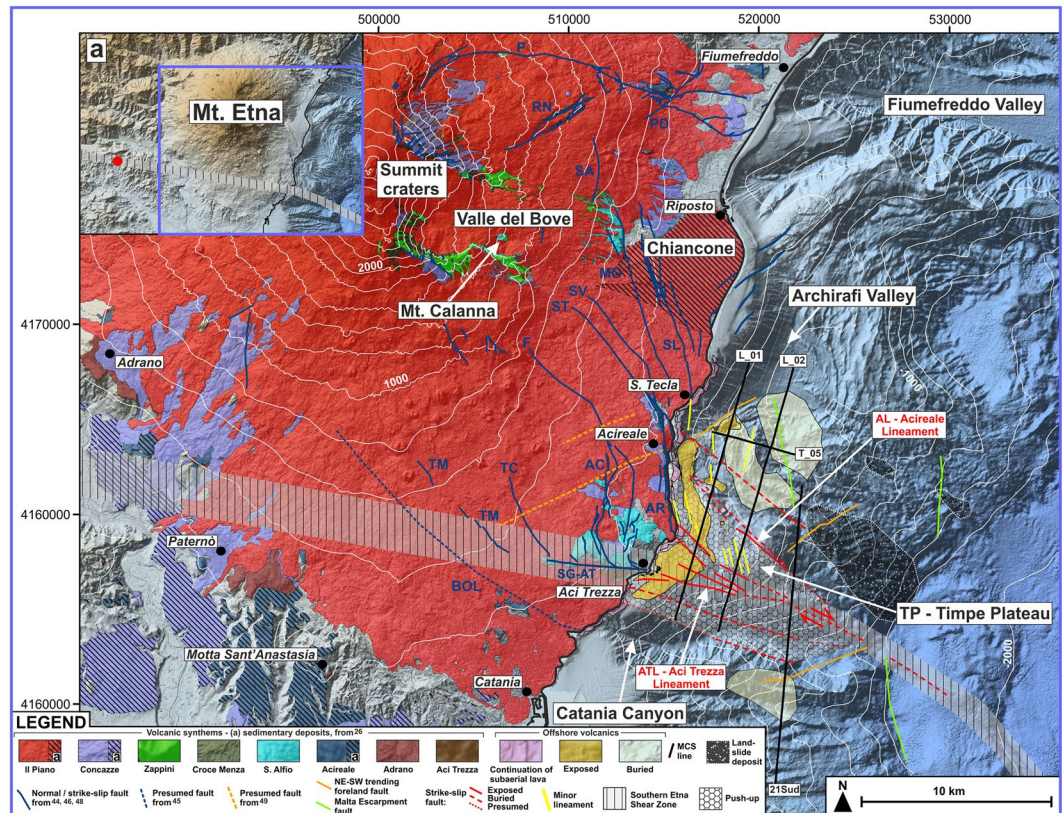 500000
510000
520000
530000
a
Mt. Etna
Fiumefreddo
Fiumefreddo Valley
P
RN
PD
Summit
craters
SA
Valle del Bove
Riposto
Chiancone
2000
MO
Mt. Calanna
SV
ST
Archirafi Valley
4170000
SL
F
L_01
L_02
Adrano
1000
-1000
S. Tecla
AL - Acireale
Lineament
Acireale
T_05
TM
TC
AC
4160000
TM
AR
Paternò
SG-AT
BOL
Aci Trezza
TP - Timpe Plateau
Motta Sant'Anastasia
ATL - Aci Trezza
Lineament
-2000
Catania
4160000
Catania Canyon
LEGEND
Volcanic synthems - (a) sedimentary deposits, from 26
Offshore volcanics
a
a
a
Il Piano
Concazze
Zappini
Croce Menza
S. Alfio
Acireale
Adrano
Aci Trezza
Continuation of
subaerial lava
Exposed
Buried
MCS
line
Land-
slide
deposit
Normal / strike-slip fault
from 44, 46, 48
Presumed fault
from 45
Presumed fault
from 49
NE-SW trending
foreland fault
Malta Escarpment
fault
Strike-slip
fault:
Exposed
Buried
Presumed
Minor
lineament
Southern Etna
Shear Zone
Push-up
21Sud
N
10 km